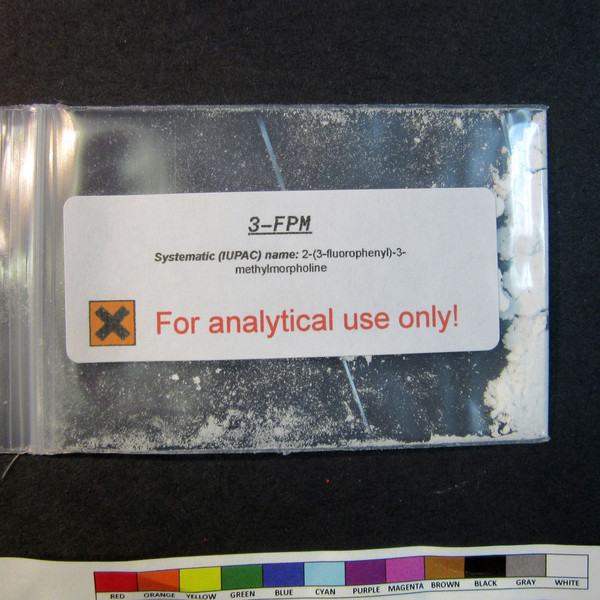 3-FPM
Systematic (IUPAC) name: 2-(3-fluorophenyl)-3-
methylmorpholine
For analytical use only!
RED ORANGE YELLOW GREEN BLUE CYAN PURPLE MAGENTA BROWN BLACK GRAY WHITE